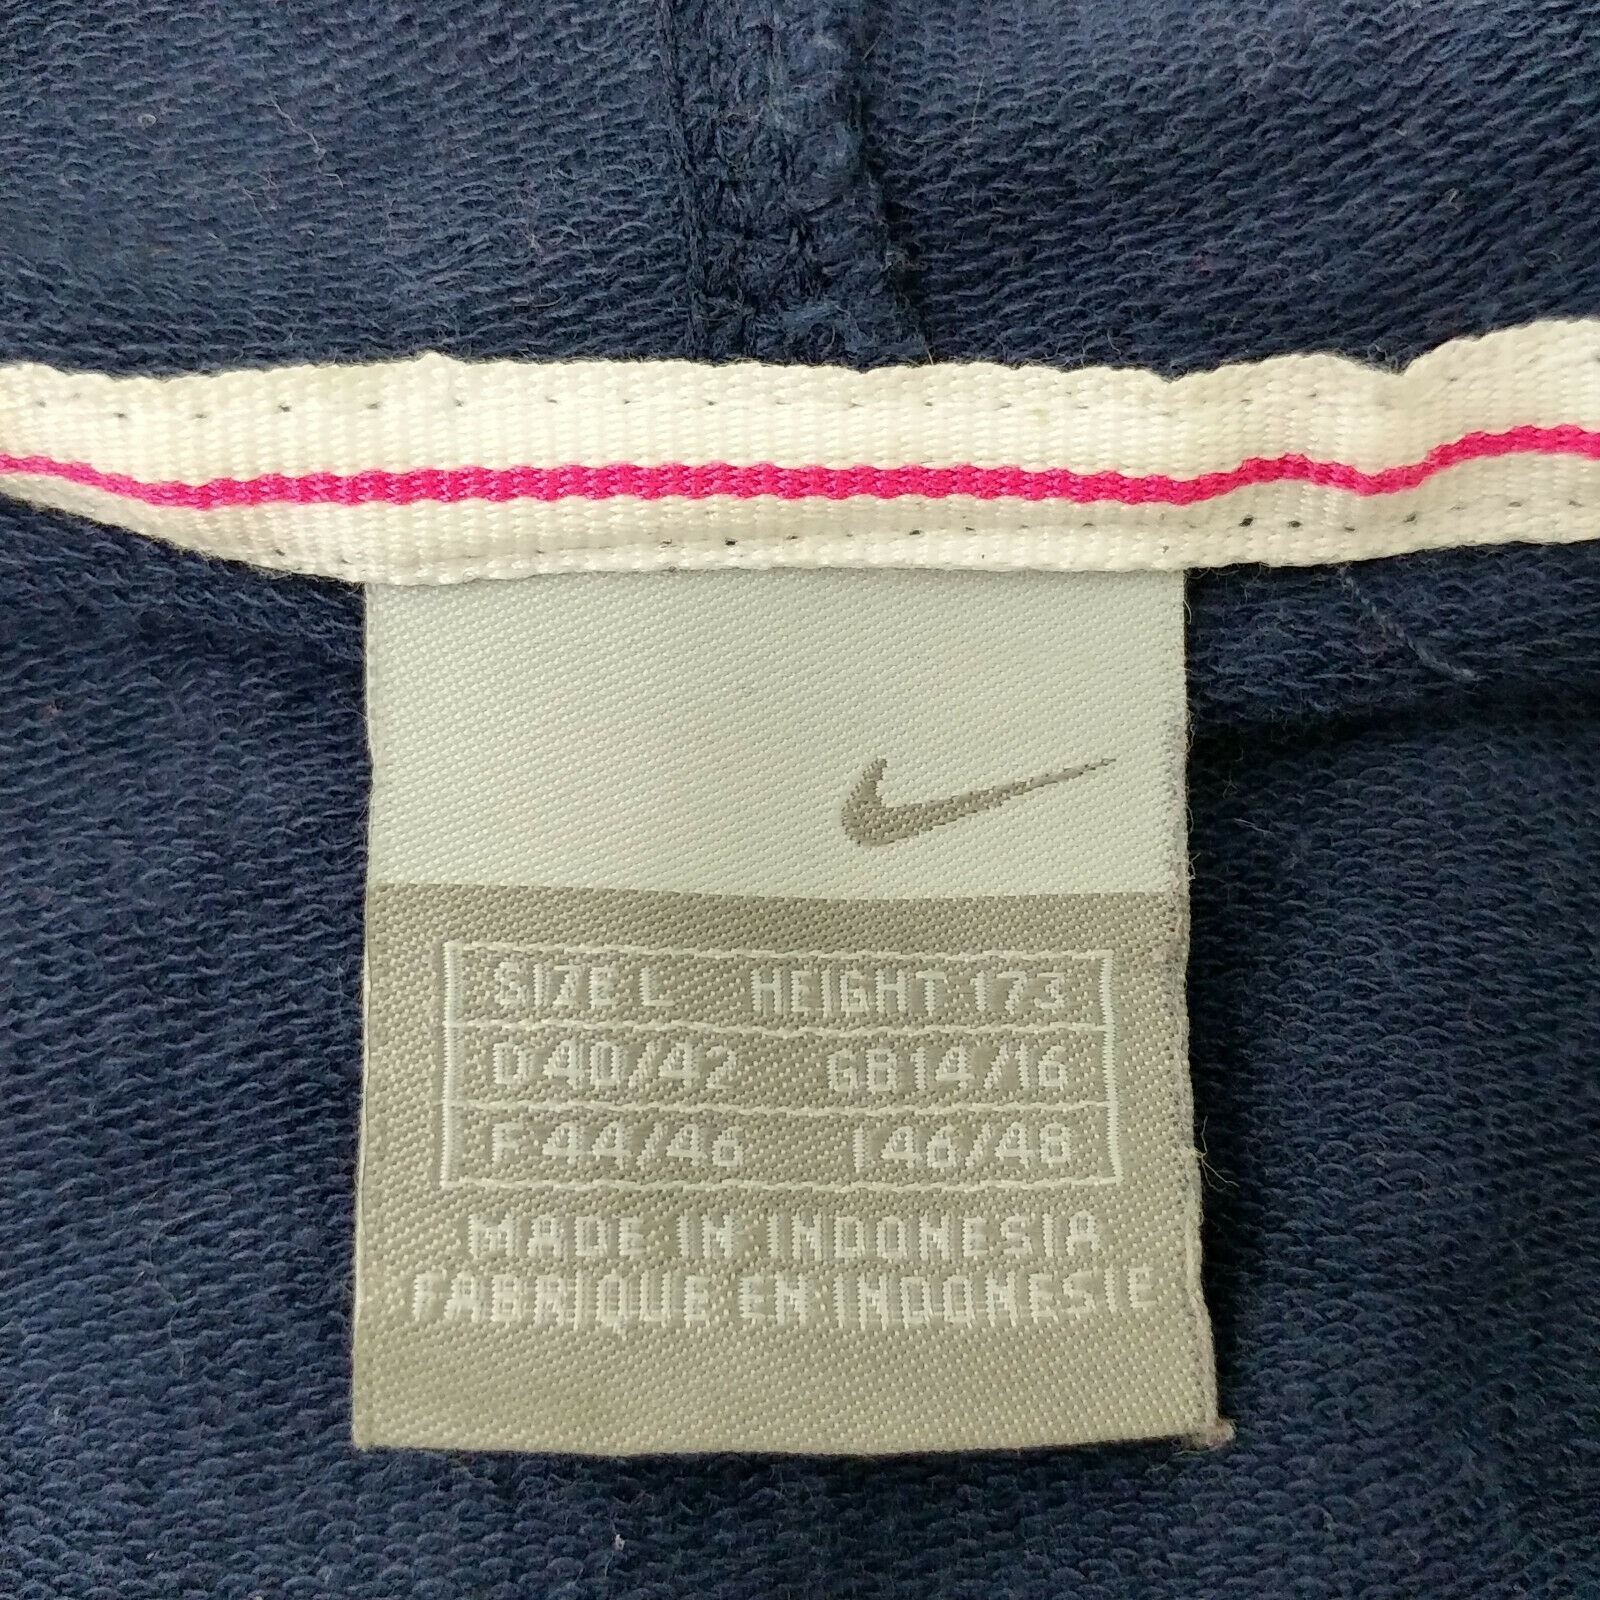 SIZE L HEIGHT 173
D 40/42 GB 14/16
F 44/46 I 46/48
MADE IN INDONESIA
FABRIQUE EN INDONESIE